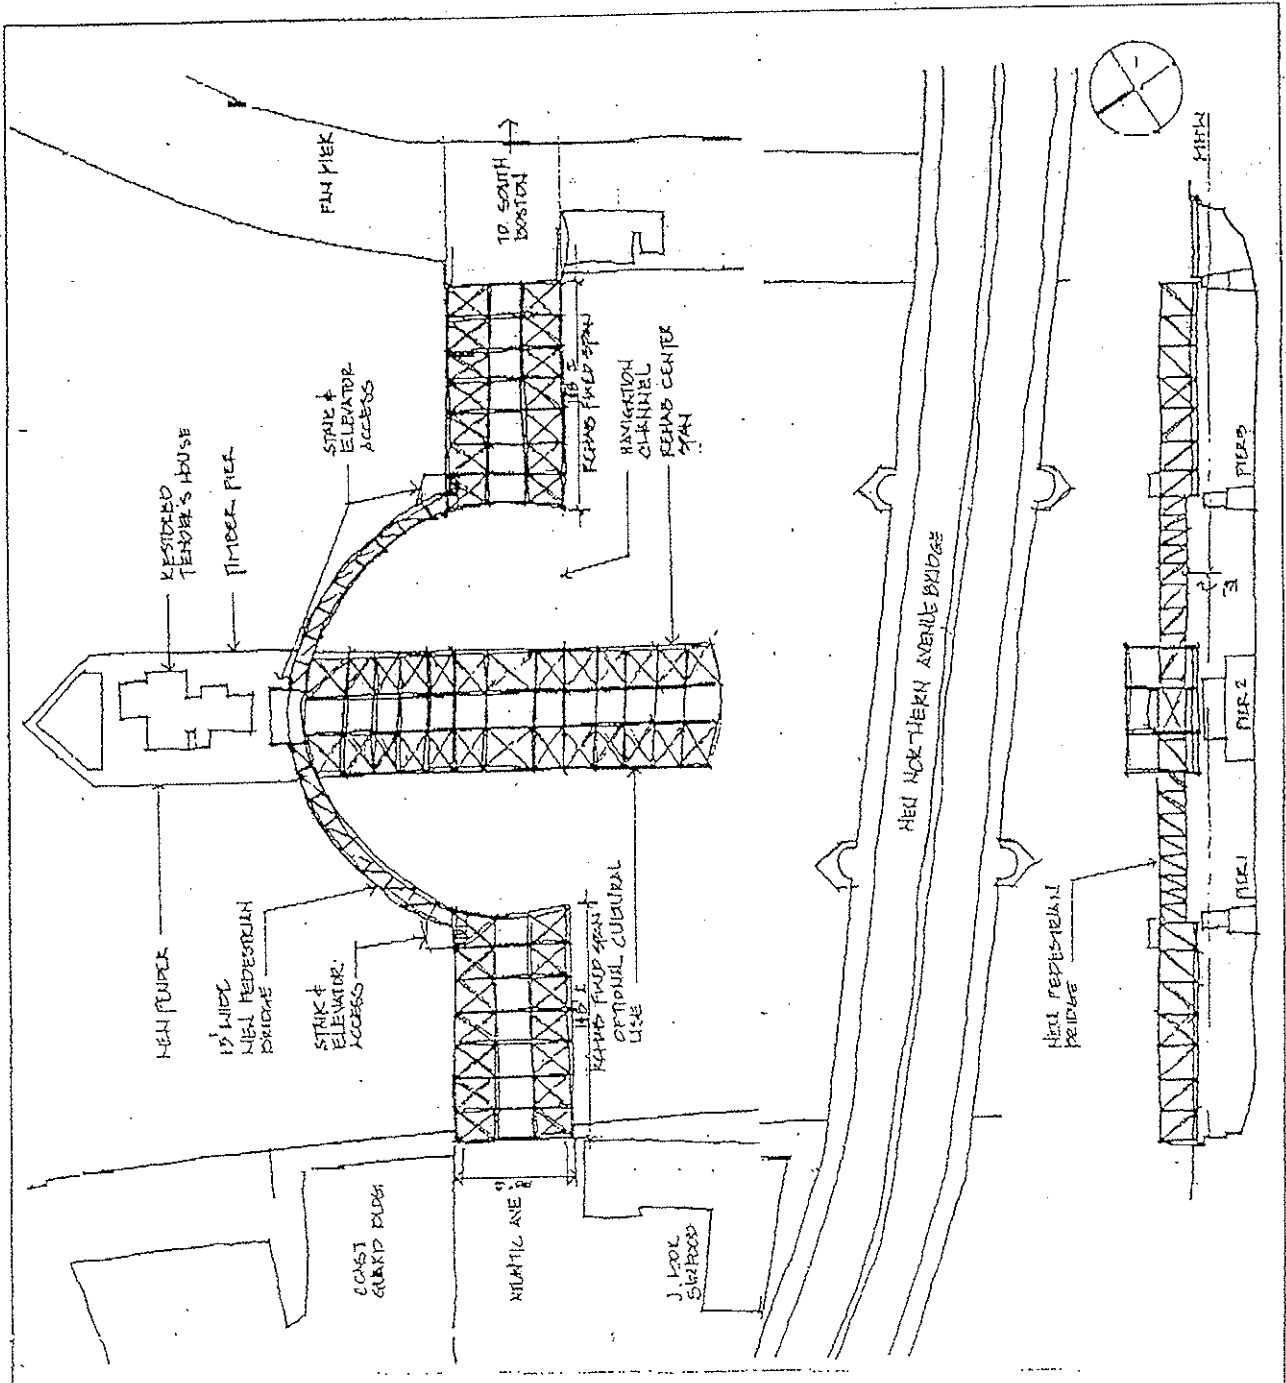 FAN PIER
TO SOUTH
BOSTON
STAIR &
ELEVATOR
ACCESS
RESTORED
TENDER'S HOUSE
TIMBER PIER
REHAB FIXED SPAN
NAVIGATION
CHANNEL
REHAB CENTER
SPAN
NEW FENDER
15' WIDE
NEW PEDESTRIAN
BRIDGE
STAIR &
ELEVATOR
ACCESS
REHAB FIXED SPAN
OPTIONAL CULTURAL
USE
COAST
GUARD BLDG.
ATLANTIC AVE
J. HOOK
SEAFOOD
NEW NORTHERN AVENUE BRIDGE
NEW PEDESTRIAN
BRIDGE
MHW
PIER 1
PIER 2
PIER 3